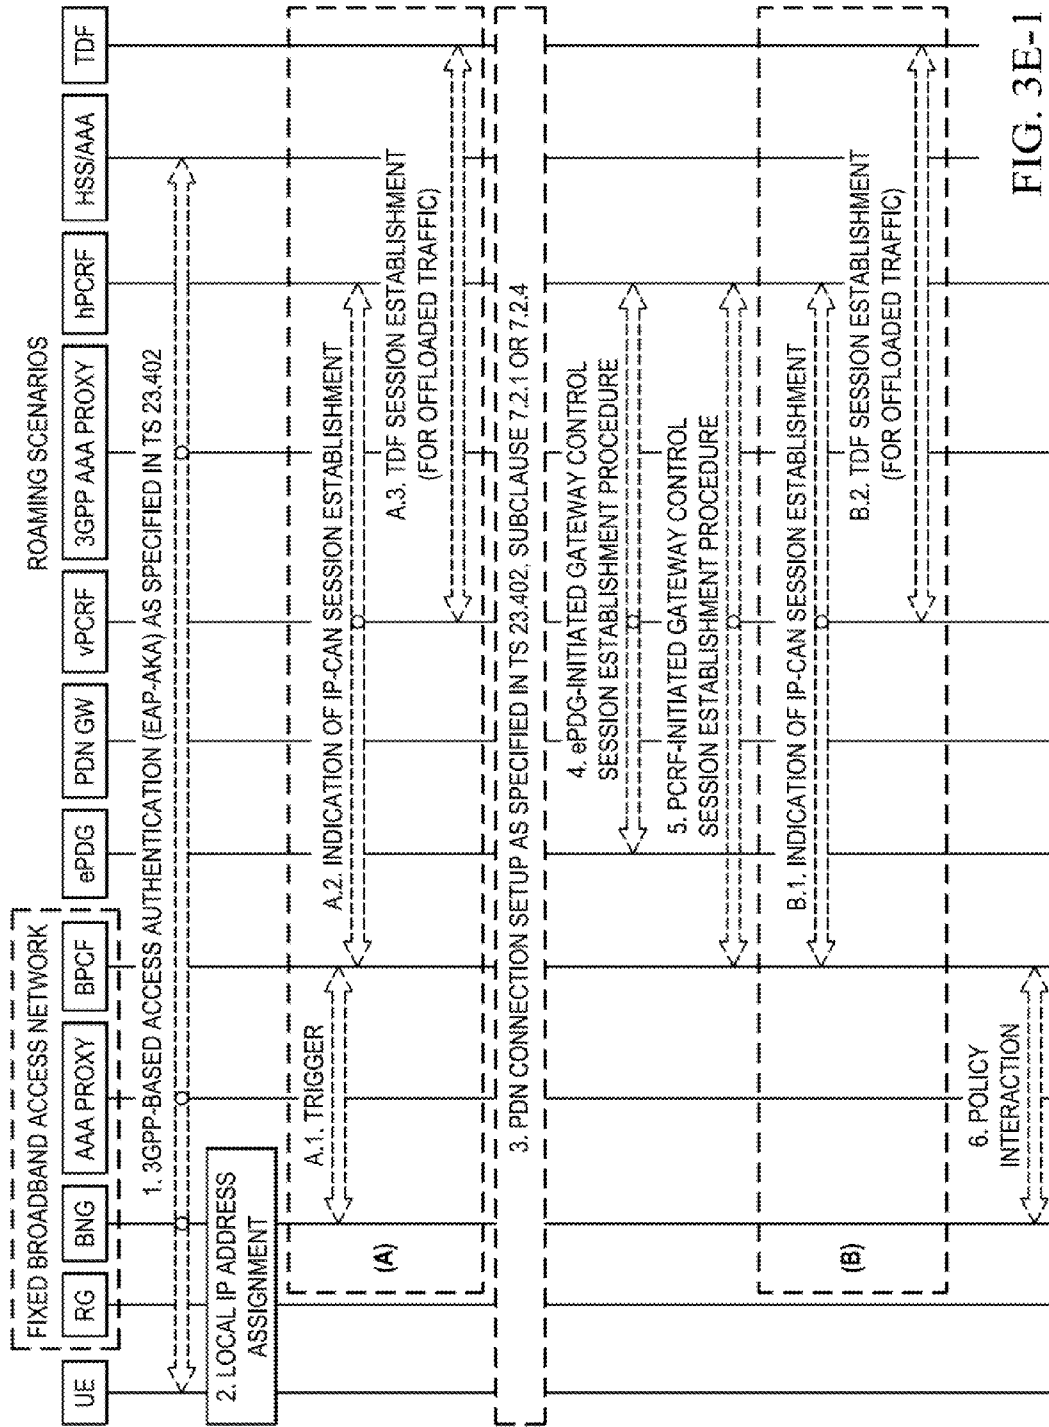 ROAMING SCENARIOS
FIXED BROADBAND ACCESS NETWORK
UE
RG
BNG
AAA PROXY
BPCF
ePDG
PDN GW
vPCRF
3GPP AAA PROXY
hPCRF
HSS/AAA
TDF
1. 3GPP-BASED ACCESS AUTHENTICATION (EAP-AKA) AS SPECIFIED IN TS 23.402
2. LOCAL IP ADDRESS
ASSIGNMENT
(A)
A.1. TRIGGER
A.2. INDICATION OF IP-CAN SESSION ESTABLISHMENT
A.3. TDF SESSION ESTABLISHMENT
(FOR OFFLOADED TRAFFIC)
3. PDN CONNECTION SETUP AS SPECIFIED IN TS 23.402, SUBCLAUSE 7.2.1 OR 7.2.4
4. ePDG-INITIATED GATEWAY CONTROL
SESSION ESTABLISHMENT PROCEDURE
5. PCRF-INITIATED GATEWAY CONTROL
SESSION ESTABLISHMENT PROCEDURE
(B)
B.1. INDICATION OF IP-CAN SESSION ESTABLISHMENT
B.2. TDF SESSION ESTABLISHMENT
(FOR OFFLOADED TRAFFIC)
6. POLICY
INTERACTION
FIG. 3E-1